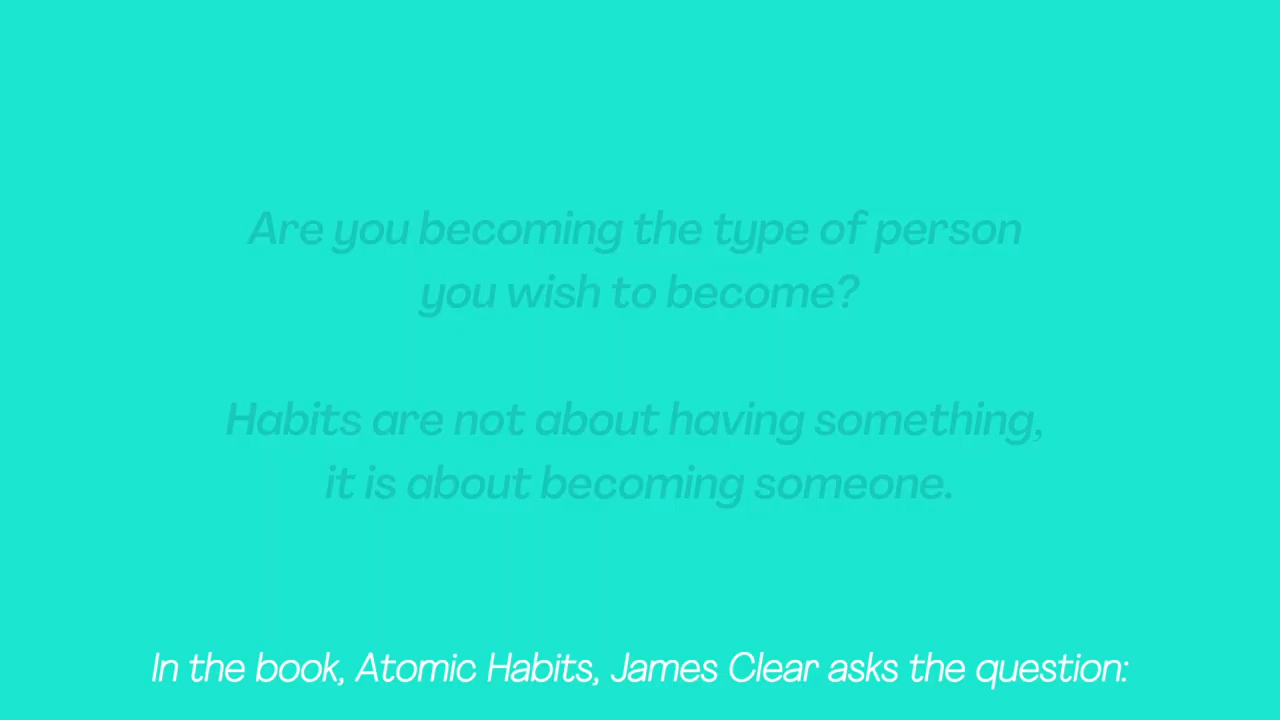 Are you becoming the type of person
you wish to become?
Habits are not about having something,
it is about becoming someone.
In the book, Atomic Habits, James Clear asks the question: